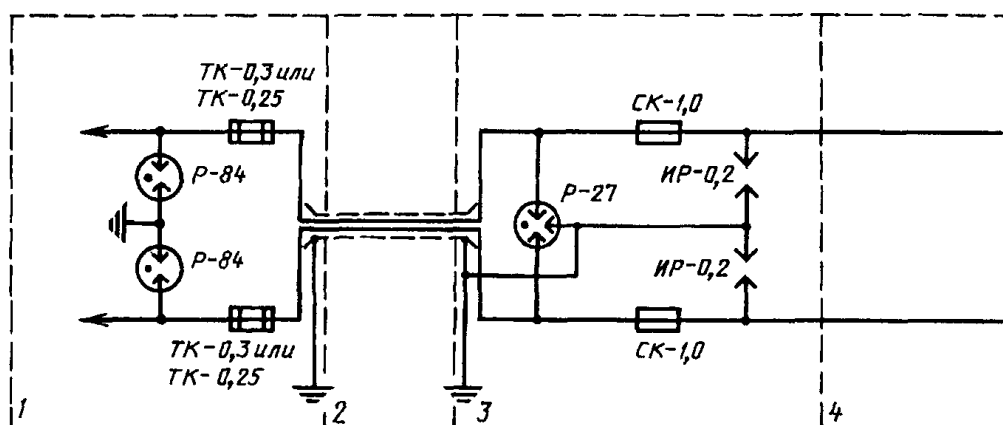 ТК-0,3 или
ТК-0,25
СК-1,0
Р-84
Р-27
ИР-0,2
Р-84
ИР-0,2
ТК-0,3 или
ТК-0,25
СК-1,0
1
2
3
4